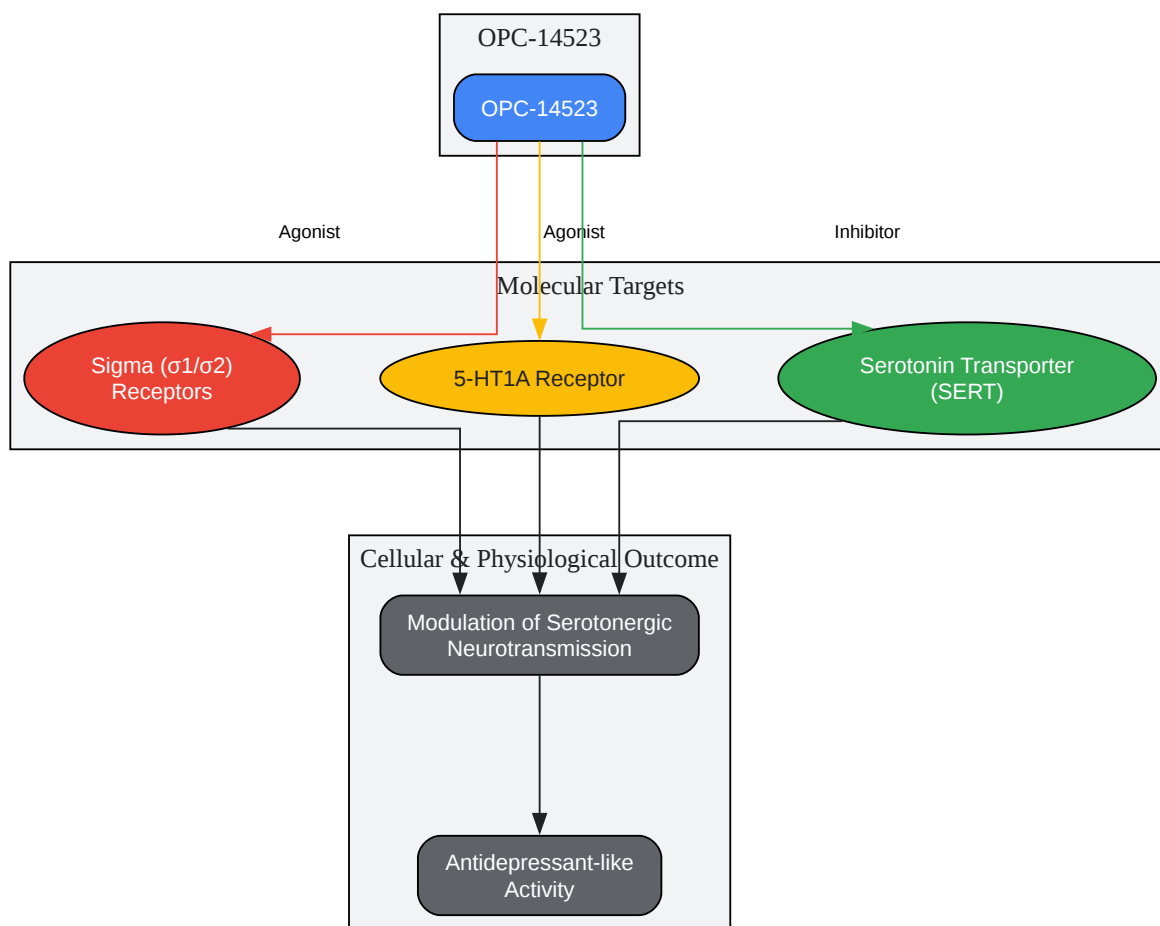 OPC-14523
OPC-14523
Agonist
Agonist
Inhibitor
Molecular Targets
Sigma (σ1/σ2)
Receptors
5-HT1A Receptor
Serotonin Transporter
(SERT)
Cellular & Physiological Outcome
Modulation of Serotonergic
Neurotransmission
Antidepressant-like
Activity